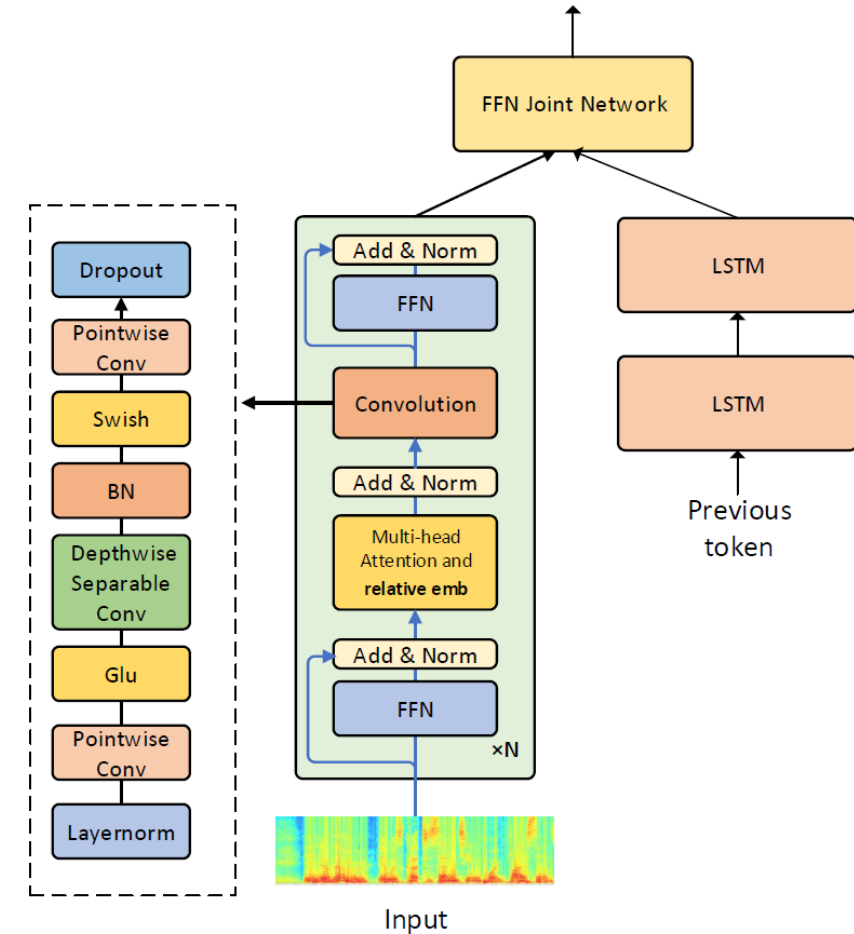 FFN Joint Network
Dropout
Pointwise
Conv
Swish
BN
Depthwise
Separable
Conv
Glu
Pointwise
Conv
Layernorm
Add & Norm
FFN
Convolution
Add & Norm
Multi-head
Attention and
relative emb
Add & Norm
FFN
×N
Input
LSTM
LSTM
Previous
token